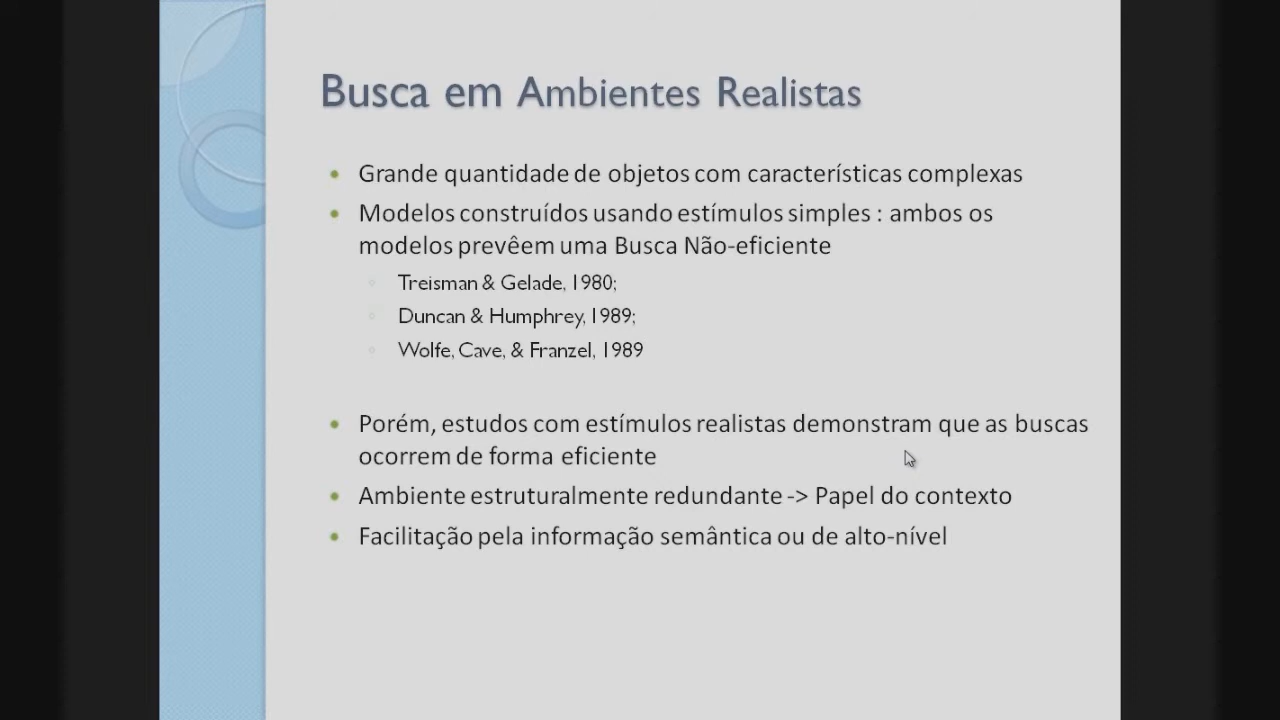 Busca em Ambientes Realistas
Grande quantidade de objetos com características complexas
Modelos construídos usando estímulos simples : ambos os
modelos prevêem uma Busca Não-eficiente
Treisman & Gelade, 1980;
Duncan & Humphrey, 1989;
Wolfe, Cave, & Franzel, 1989
Porém, estudos com estímulos realistas demonstram que as buscas
ocorrem de forma eficiente
Ambiente estruturalmente redundante -> Papel do contexto
Facilitação pela informação semântica ou de alto-nível